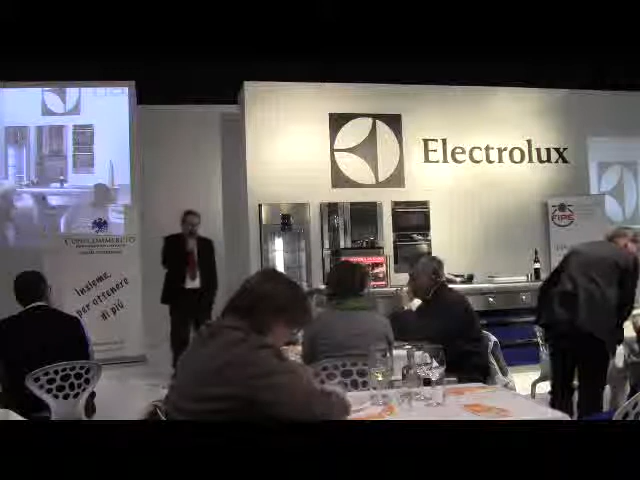 Electrolux
CONFCOMMERCIO
Insieme,
per ottenere
di più
FIPE